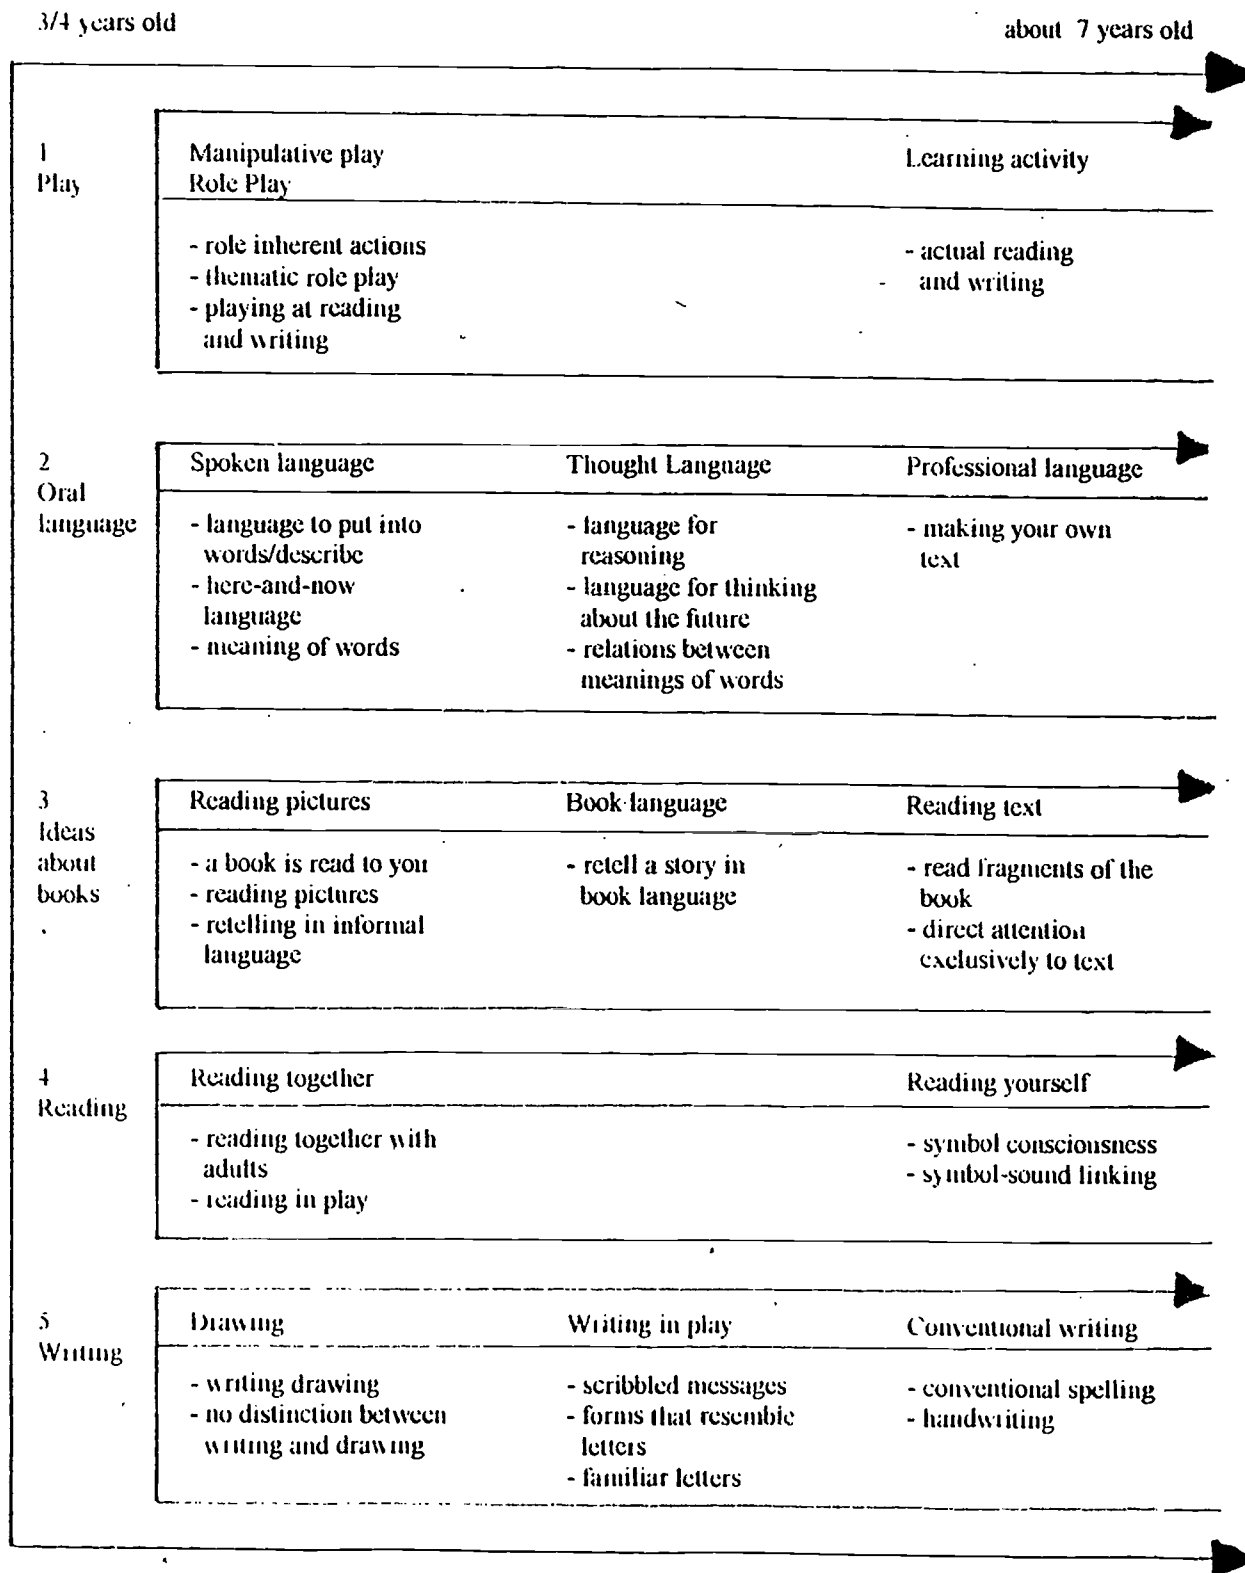 3/4 years old
about 7 years old
1
Play
Manipulative play
Role Play
Learning activity
- role inherent actions
- thematic role play
- playing at reading
and writing
- actual reading
and writing
2
Oral
language
Spoken language
Thought Language
Professional language
- language to put into
words/describe
- here-and-now
language
- meaning of words
- language for
reasoning
- language for thinking
about the future
- relations between
meanings of words
- making your own
text
3
Ideas
about
books
Reading pictures
Book language
Reading text
- a book is read to you
- reading pictures
- retelling in informal
language
- retell a story in
book language
- read fragments of the
book
- direct attention
exclusively to text
4
Reading
Reading together
Reading yourself
- reading together with
adults
- reading in play
- symbol consciousness
- symbol-sound linking
5
Writing
Drawing
Writing in play
Conventional writing
- writing drawing
- no distinction between
writing and drawing
- scribbled messages
- forms that resemble
letters
- familiar letters
- conventional spelling
- handwriting